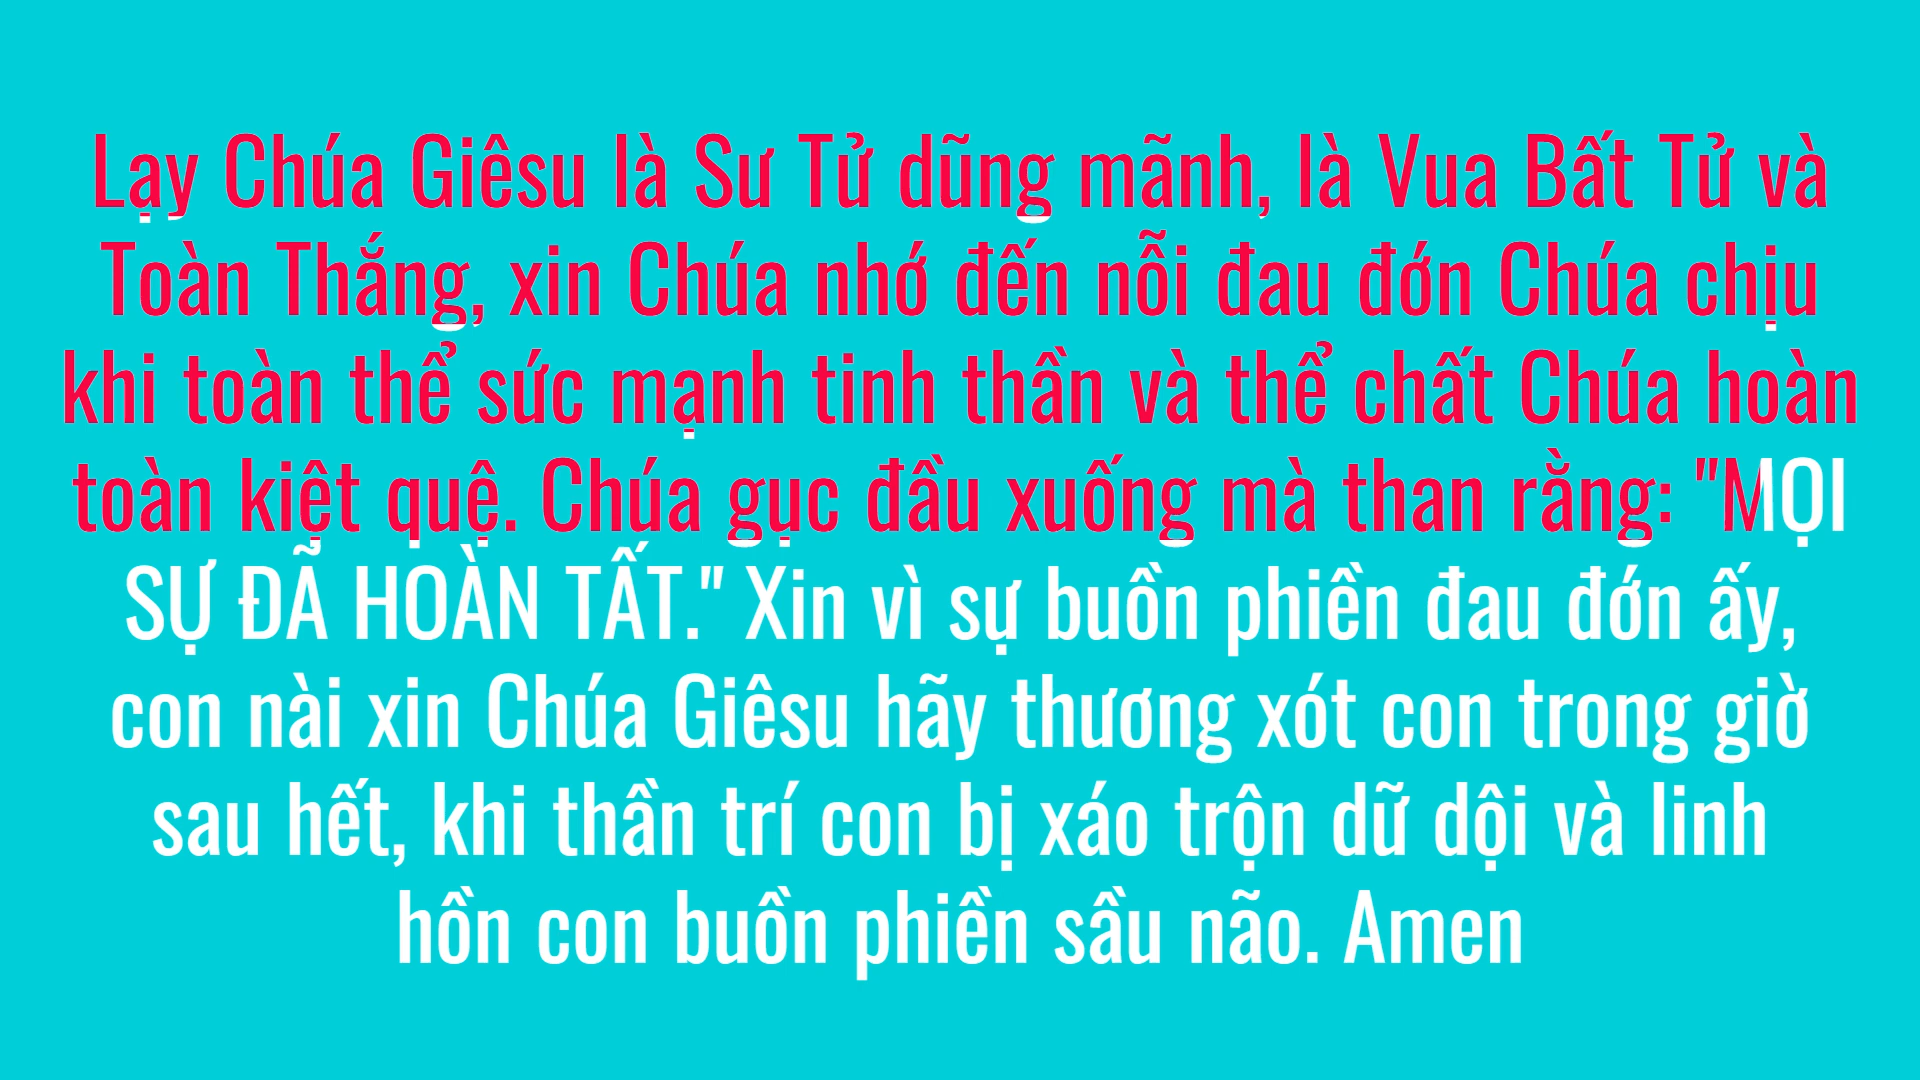 Lạy Chúa Giêsu là Sư Tử dũng mãnh, là Vua Bất Tử và
Toàn Thắng, xin Chúa nhớ đến nỗi đau đớn Chúa chịu
khi toàn thể sức mạnh tinh thần và thể chất Chúa hoàn
toàn kiệt quệ. Chúa gục đầu xuống mà than rằng: "MỌI
SỰ ĐÃ HOÀN TẤT." Xin vì sự buồn phiền đau đớn ấy,
con nài xin Chúa Giêsu hãy thương xót con trong giờ
sau hết, khi thần trí con bị xáo trộn dữ dội và linh
hồn con buồn phiền sầu não. Amen